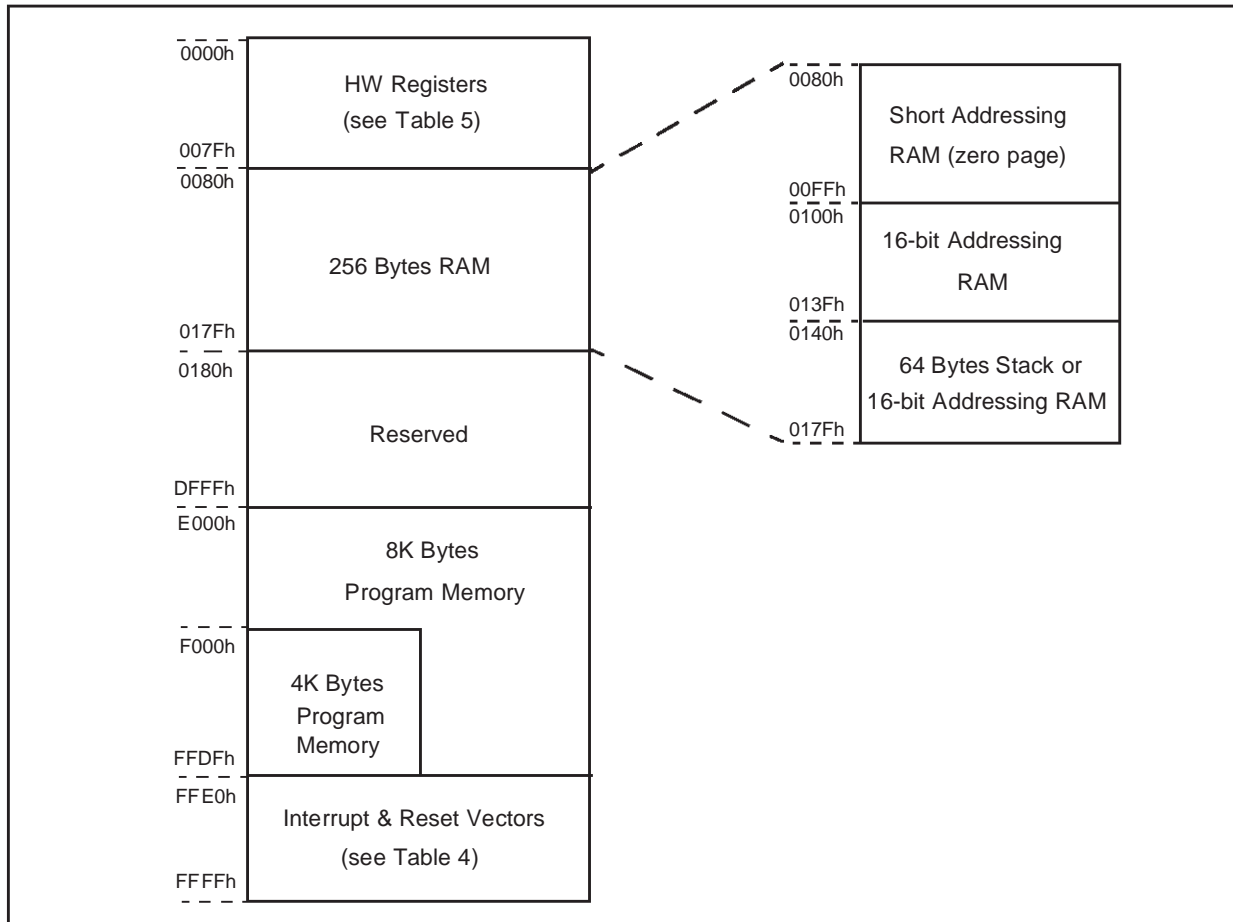 0000h
HW Registers
(see Table 5)
007Fh
0080h
256 Bytes RAM
017Fh
0180h
Reserved
DFFFh
E000h
8K Bytes
Program Memory
F000h
4K Bytes
Program
Memory
FFDFh
FFE0h
Interrupt & Reset Vectors
(see Table 4)
FFFFh
0080h
Short Addressing
RAM (zero page)
00FFh
0100h
16-bit Addressing
RAM
013Fh
0140h
64 Bytes Stack or
16-bit Addressing RAM
017Fh